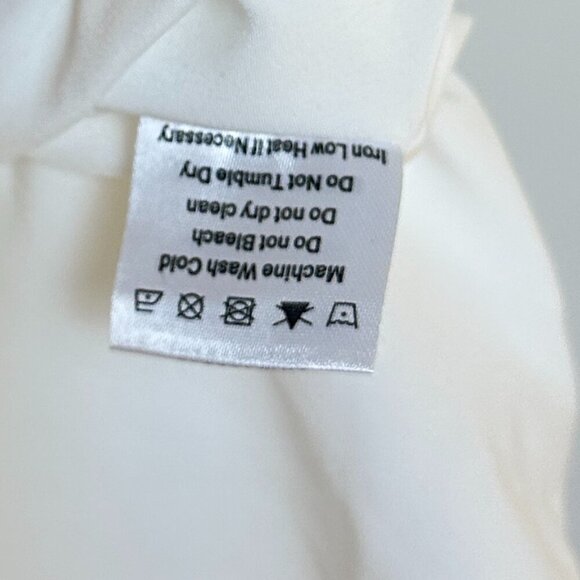 Machine Wash Cold
Do not Bleach
Do not dry clean
Do Not Tumble Dry
Iron Low Heat if Necessary